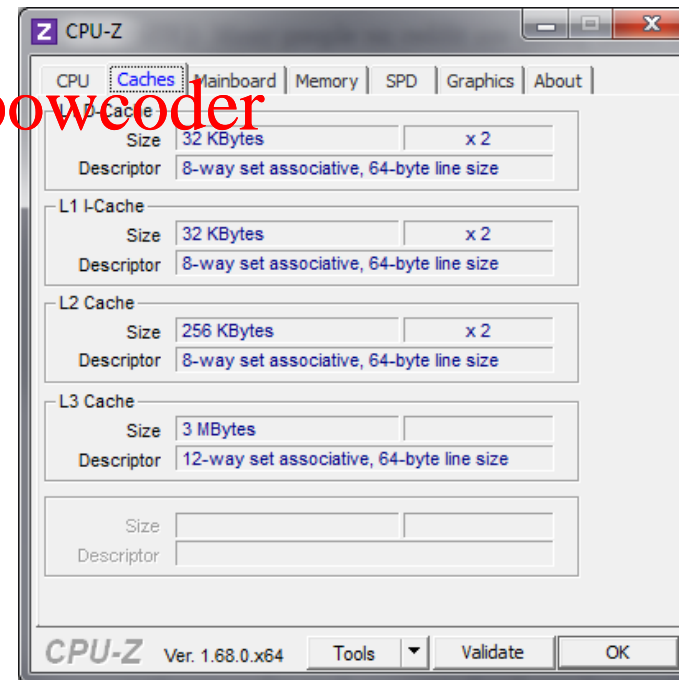 CPU-Z
CPU Caches Mainboard Memory SPD Graphics About
owcoder
D-Cache
Size 32 KBytes x 2
Descriptor 8-way set associative, 64-byte line size
L1 I-Cache
Size 32 KBytes x 2
Descriptor 8-way set associative, 64-byte line size
L2 Cache
Size 256 KBytes x 2
Descriptor 8-way set associative, 64-byte line size
L3 Cache
Size 3 MBytes
Descriptor 12-way set associative, 64-byte line size
Size
Descriptor
CPU-Z Ver. 1.68.0.x64 Tools Validate OK